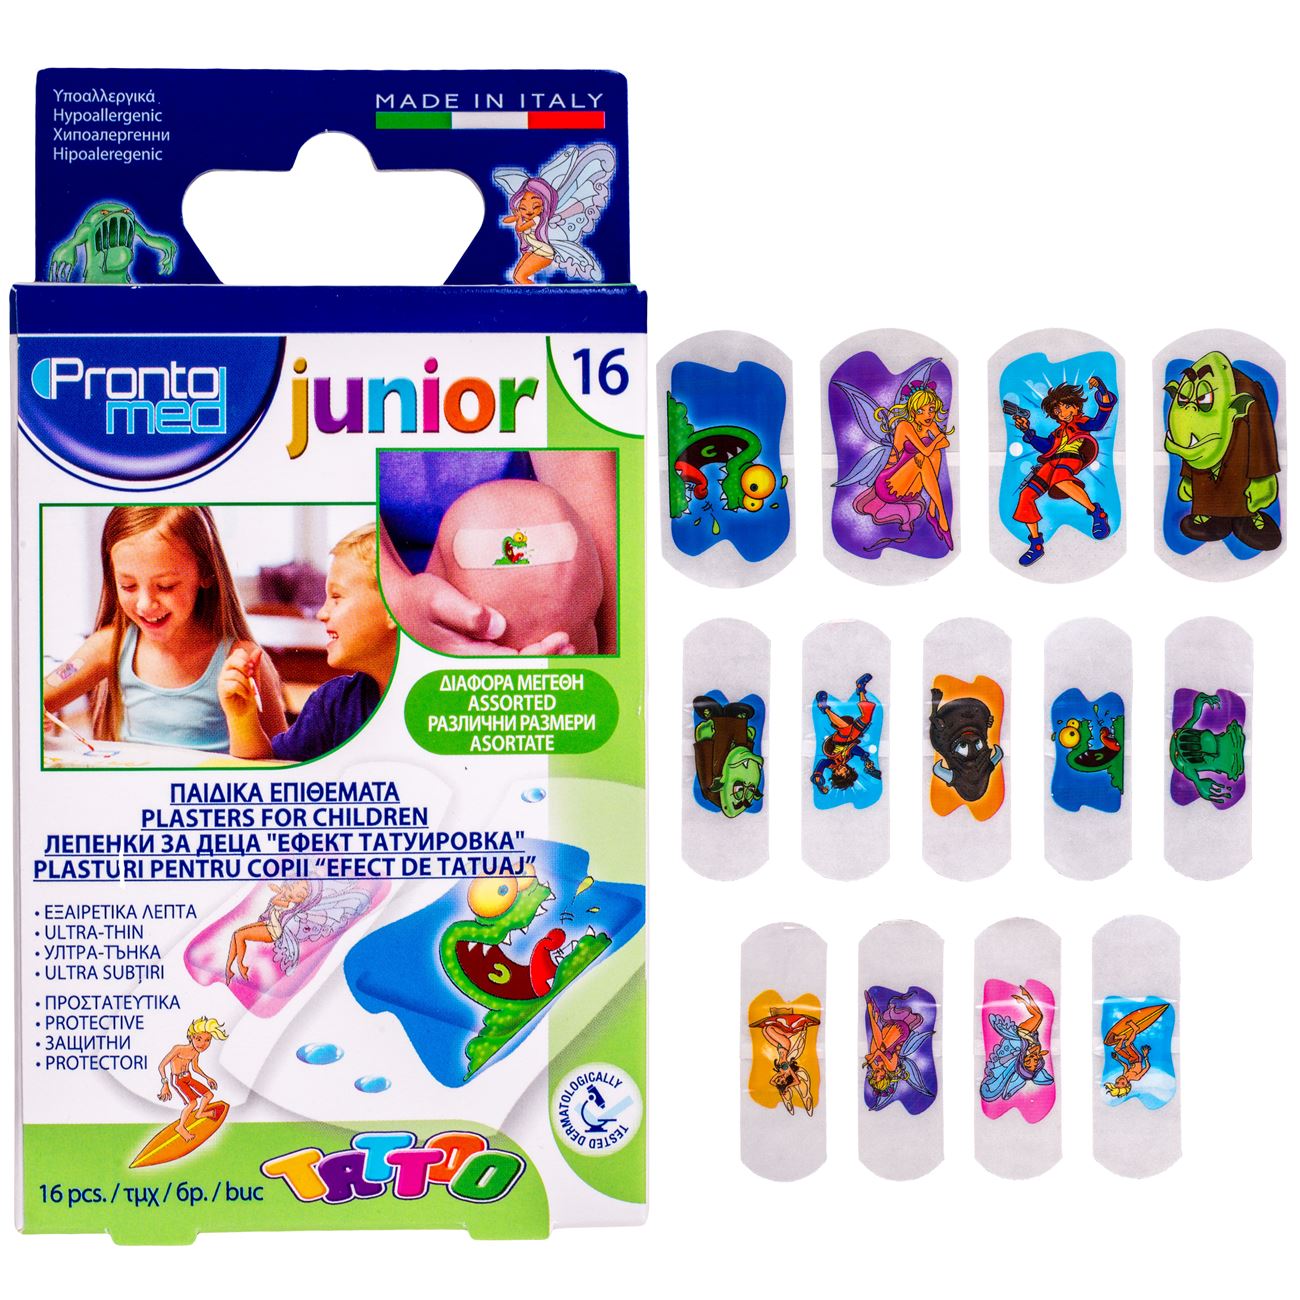 Υποαλλεργικά
Hypoallergenic
Хипоалергенни
Hipoaleregenic
MADE IN ITALY
Pronto
med
junior
16
ΔΙΑΦΟΡΑ ΜΕΓΕΘΗ
ASSORTED
РАЗЛИЧНИ РАЗМЕРИ
ASORTATE
ΠΑΙΔΙΚΑ ΕΠΙΘΕΜΑΤΑ
PLASTERS FOR CHILDREN
ЛЕПЕНКИ ЗА ДЕЦА "ЕФЕКТ ТАТУИРОВКА"
PLASTURI PENTRU COPII “EFECT DE TATUAJ”
• ΕΞΑΙΡΕΤΙΚΑ ΛΕΠΤΑ
• ULTRA-THIN
• УЛТРА-ТЪНКА
• ULTRA SUBȚIRI
• ΠΡΟΣΤΑΤΕΥΤΙΚΑ
• PROTECTIVE
• ЗАЩИТНИ
• PROTECTORI
DERMATOLOGICALLY
TESTED
TATTOO
16 pcs. / τμχ / бр. / buc